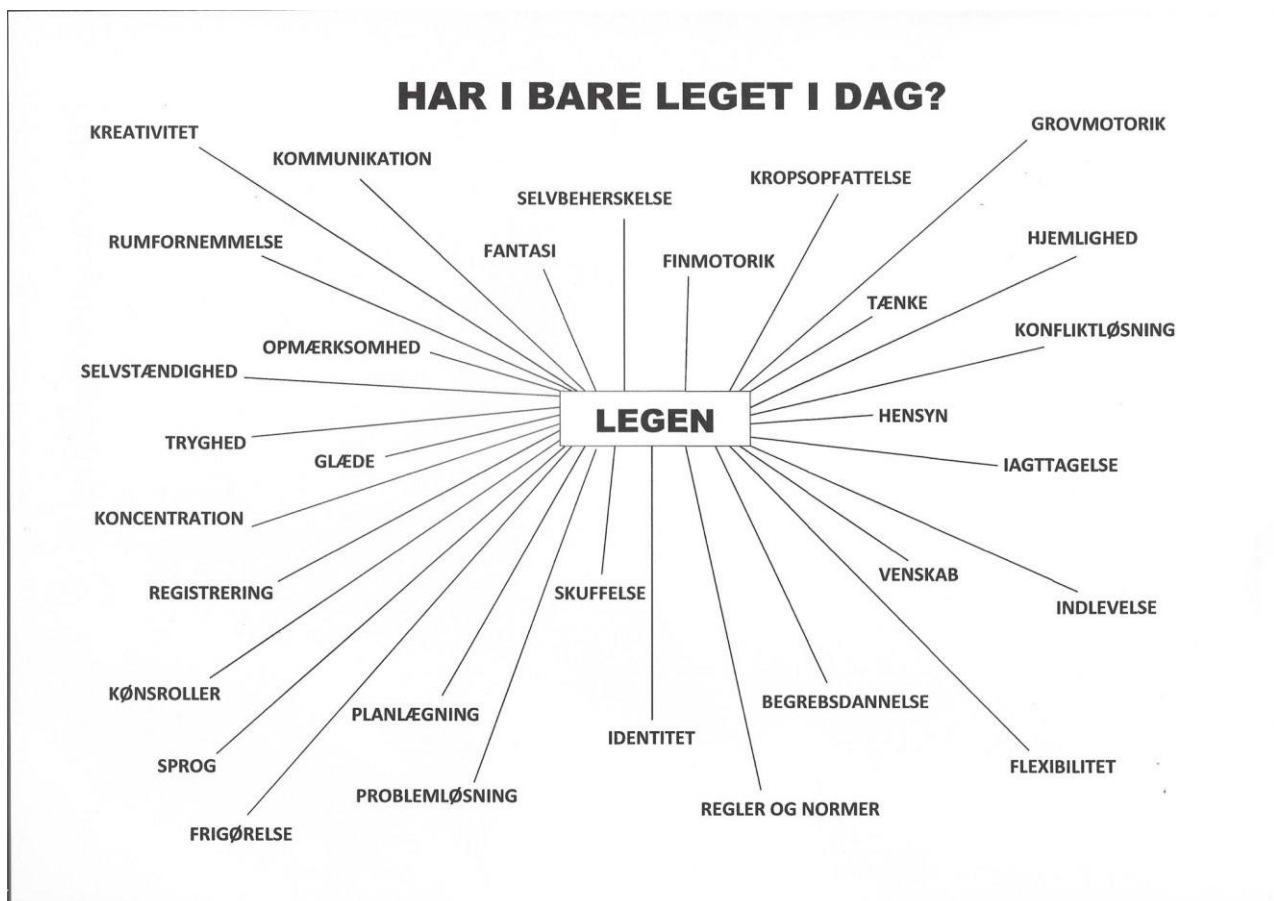 HAR I BARE LEGET I DAG?
KREATIVITET
KOMMUNIKATION
SELVBEHERSKELSE
KROPSOPFATTELSE
GROVMOTORIK
RUMFORNEMMELSE
FANTASI
FINMOTORIK
HJEMLIGHED
TÆNKE
OPMÆRKSOMHED
KONFLIKTLØSNING
SELVSTÆNDIGHED
LEGEN
HENSYN
TRYGHED
GLÆDE
IAGTTAGELSE
KONCENTRATION
REGISTRERING
SKUFFELSE
VENSKAB
INDLEVELSE
KØNSROLLER
PLANLÆGNING
BEGREBSDANNELSE
IDENTITET
SPROG
FLEXIBILITET
PROBLEMLØSNING
REGLER OG NORMER
FRIGØRELSE